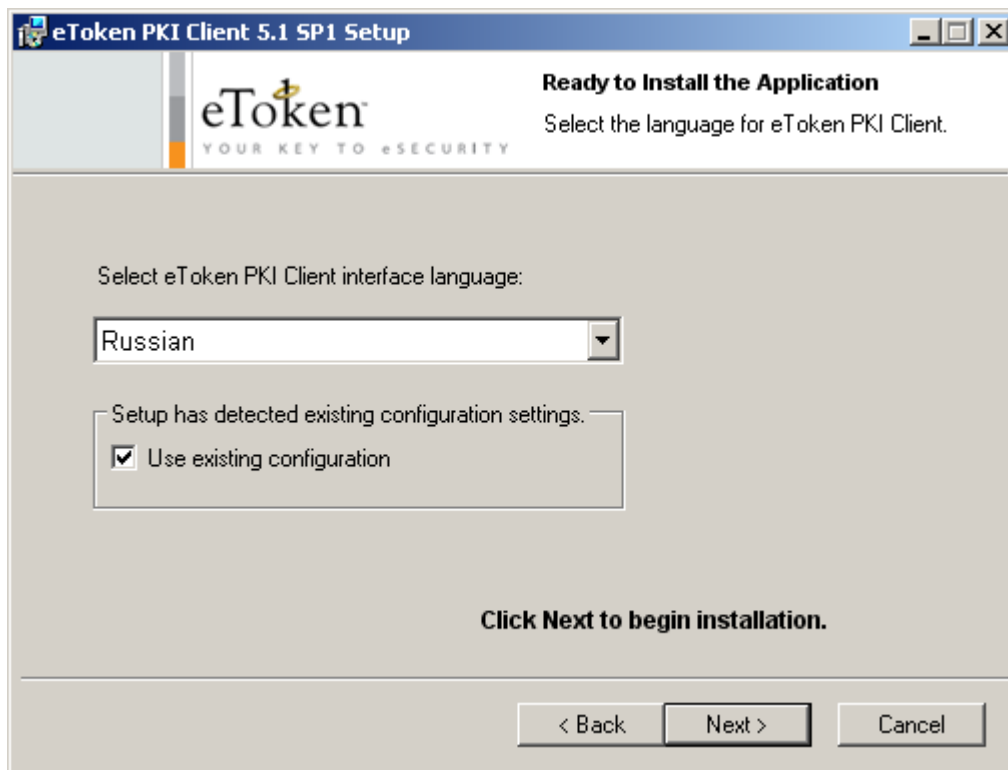 eToken PKI Client 5.1 SP1 Setup
Ready to Install the Application
Select the language for eToken PKI Client.
eToken
YOUR KEY TO eSECURITY
Select eToken PKI Client interface language:
Russian
Setup has detected existing configuration settings.
Use existing configuration
Click Next to begin installation.
< Back Next > Cancel